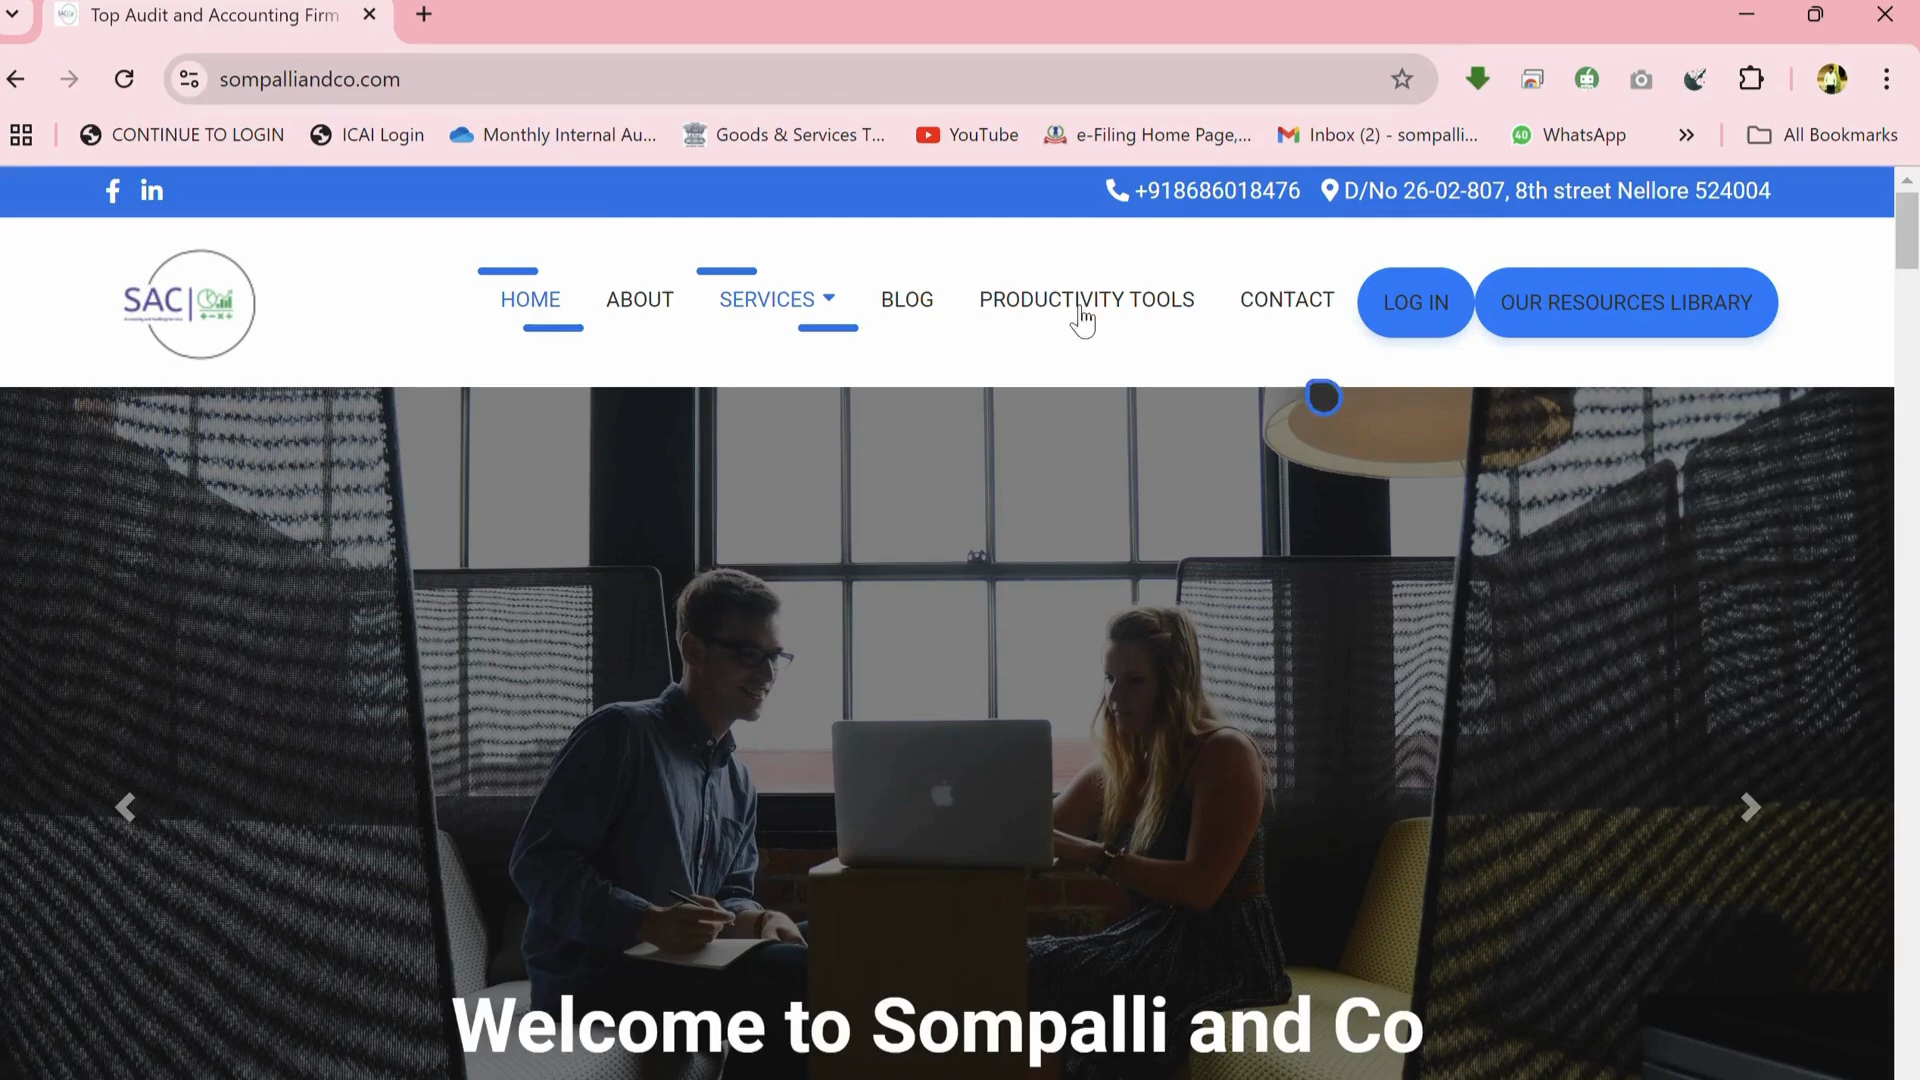 Top Audit and Accounting Firm
sompalliandco.com
CONTINUE TO LOGIN
ICAI Login
Monthly Internal Au...
Goods & Services T...
YouTube
e-Filing Home Page,...
Inbox (2) - sompalli...
40
WhatsApp
All Bookmarks
+918686018476
D/No 26-02-807, 8th street Nellore 524004
SAC
HOME
ABOUT
SERVICES
BLOG
PRODUCTIVITY TOOLS
CONTACT
LOG IN
OUR RESOURCES LIBRARY
Welcome to Sompalli and Co